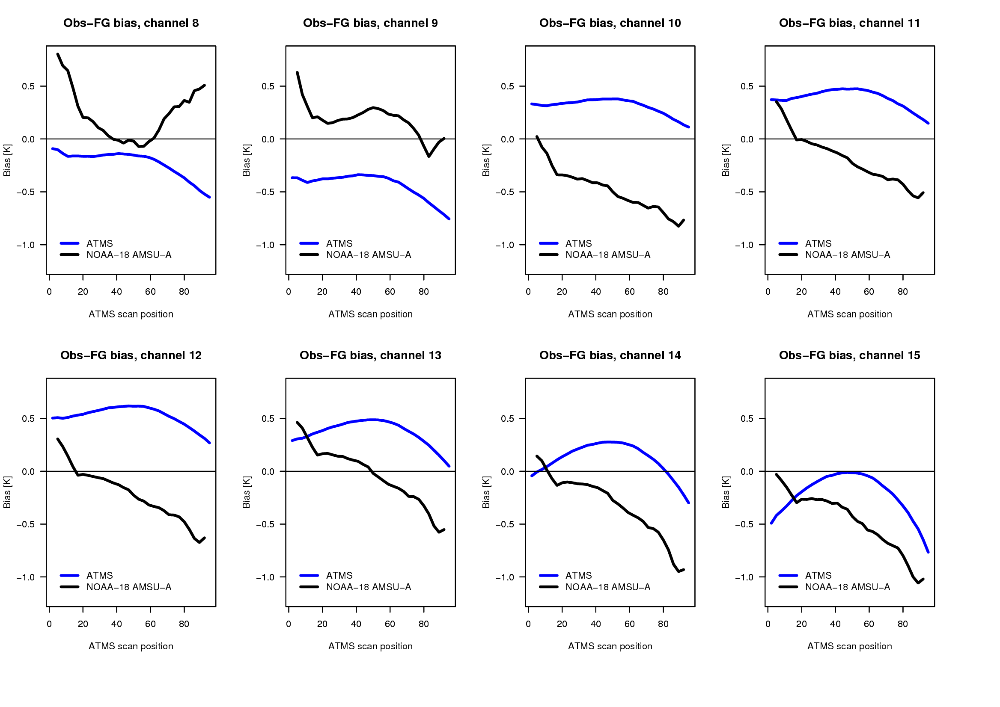 Obs−FG bias, channel 8
Bias [K]
0.5
0.0
−0.5
−1.0
ATMS
NOAA−18 AMSU−A
0 20 40 60 80
ATMS scan position
Obs−FG bias, channel 9
Bias [K]
0.5
0.0
−0.5
−1.0
ATMS
NOAA−18 AMSU−A
0 20 40 60 80
ATMS scan position
Obs−FG bias, channel 10
Bias [K]
0.5
0.0
−0.5
−1.0
ATMS
NOAA−18 AMSU−A
0 20 40 60 80
ATMS scan position
Obs−FG bias, channel 11
Bias [K]
0.5
0.0
−0.5
−1.0
ATMS
NOAA−18 AMSU−A
0 20 40 60 80
ATMS scan position
Obs−FG bias, channel 12
Bias [K]
0.5
0.0
−0.5
−1.0
ATMS
NOAA−18 AMSU−A
0 20 40 60 80
ATMS scan position
Obs−FG bias, channel 13
Bias [K]
0.5
0.0
−0.5
−1.0
ATMS
NOAA−18 AMSU−A
0 20 40 60 80
ATMS scan position
Obs−FG bias, channel 14
Bias [K]
0.5
0.0
−0.5
−1.0
ATMS
NOAA−18 AMSU−A
0 20 40 60 80
ATMS scan position
Obs−FG bias, channel 15
Bias [K]
0.5
0.0
−0.5
−1.0
ATMS
NOAA−18 AMSU−A
0 20 40 60 80
ATMS scan position